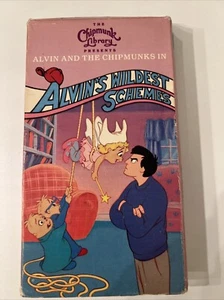 THE
Chipmunk
Library
PRESENTS
ALVIN AND THE CHIPMUNKS IN
ALVIN'S WILDEST
SCHEMES